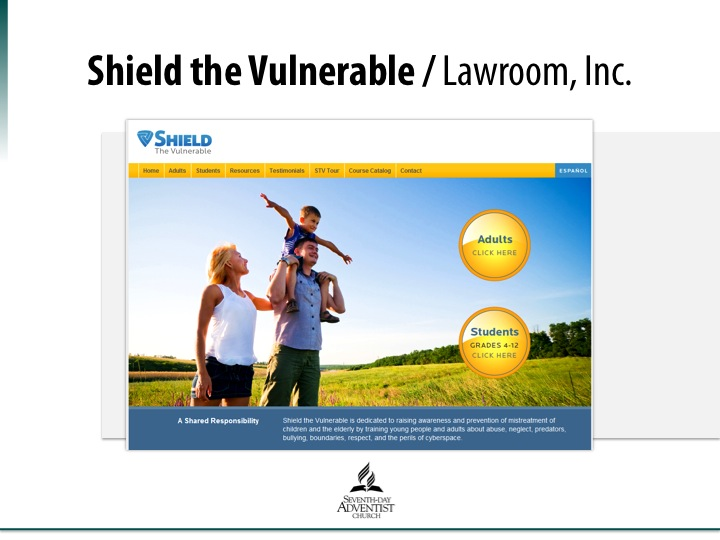 Shield the Vulnerable / Lawroom, Inc.
SHIELD
The Vulnerable
Home Adults Students Resources Testimonials STV Tour Course Catalog Contact ESPAÑOL
Adults
CLICK HERE
Students
GRADES 4-12
CLICK HERE
A Shared Responsibility
Shield the Vulnerable is dedicated to raising awareness and prevention of mistreatment of
children and the elderly by training young people and adults about abuse, neglect, predators,
bullying, boundaries, respect, and the perils of cyberspace.
SEVENTH-DAY
ADVENTIST
CHURCH